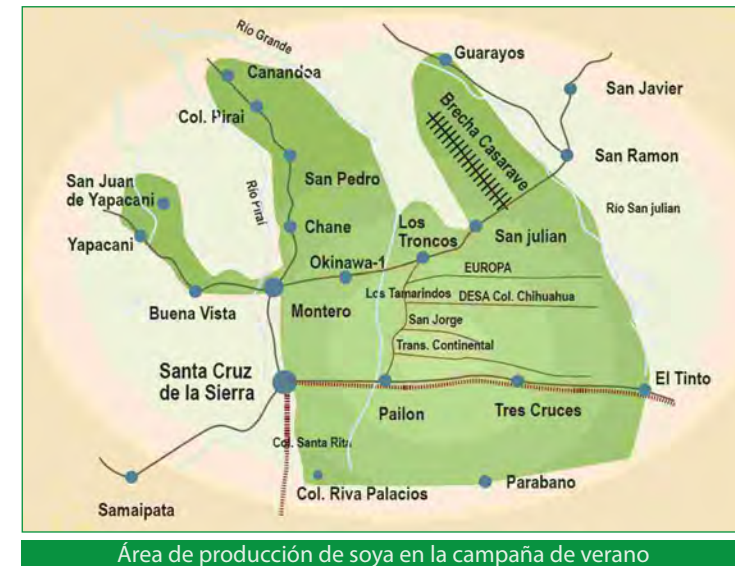 Río Grande
Guarayos
Canandoa
San Javier
Col. Pirai
Brecha Casarave
San Ramon
San Pedro
San Juan
de Yapacani
Río Pirai
Río San julian
Chane
Los
Troncos
San julian
Yapacani
Okinawa-1
EUROPA
Los Tamarindos
DESA Col. Chihuahua
Buena Vista
Montero
San Jorge
Trans. Continental
Santa Cruz
de la Sierra
El Tinto
Pailon
Tres Cruces
Col. Santa Rita
Col. Riva Palacios
Parabano
Samaipata
Área de producción de soya en la campaña de verano